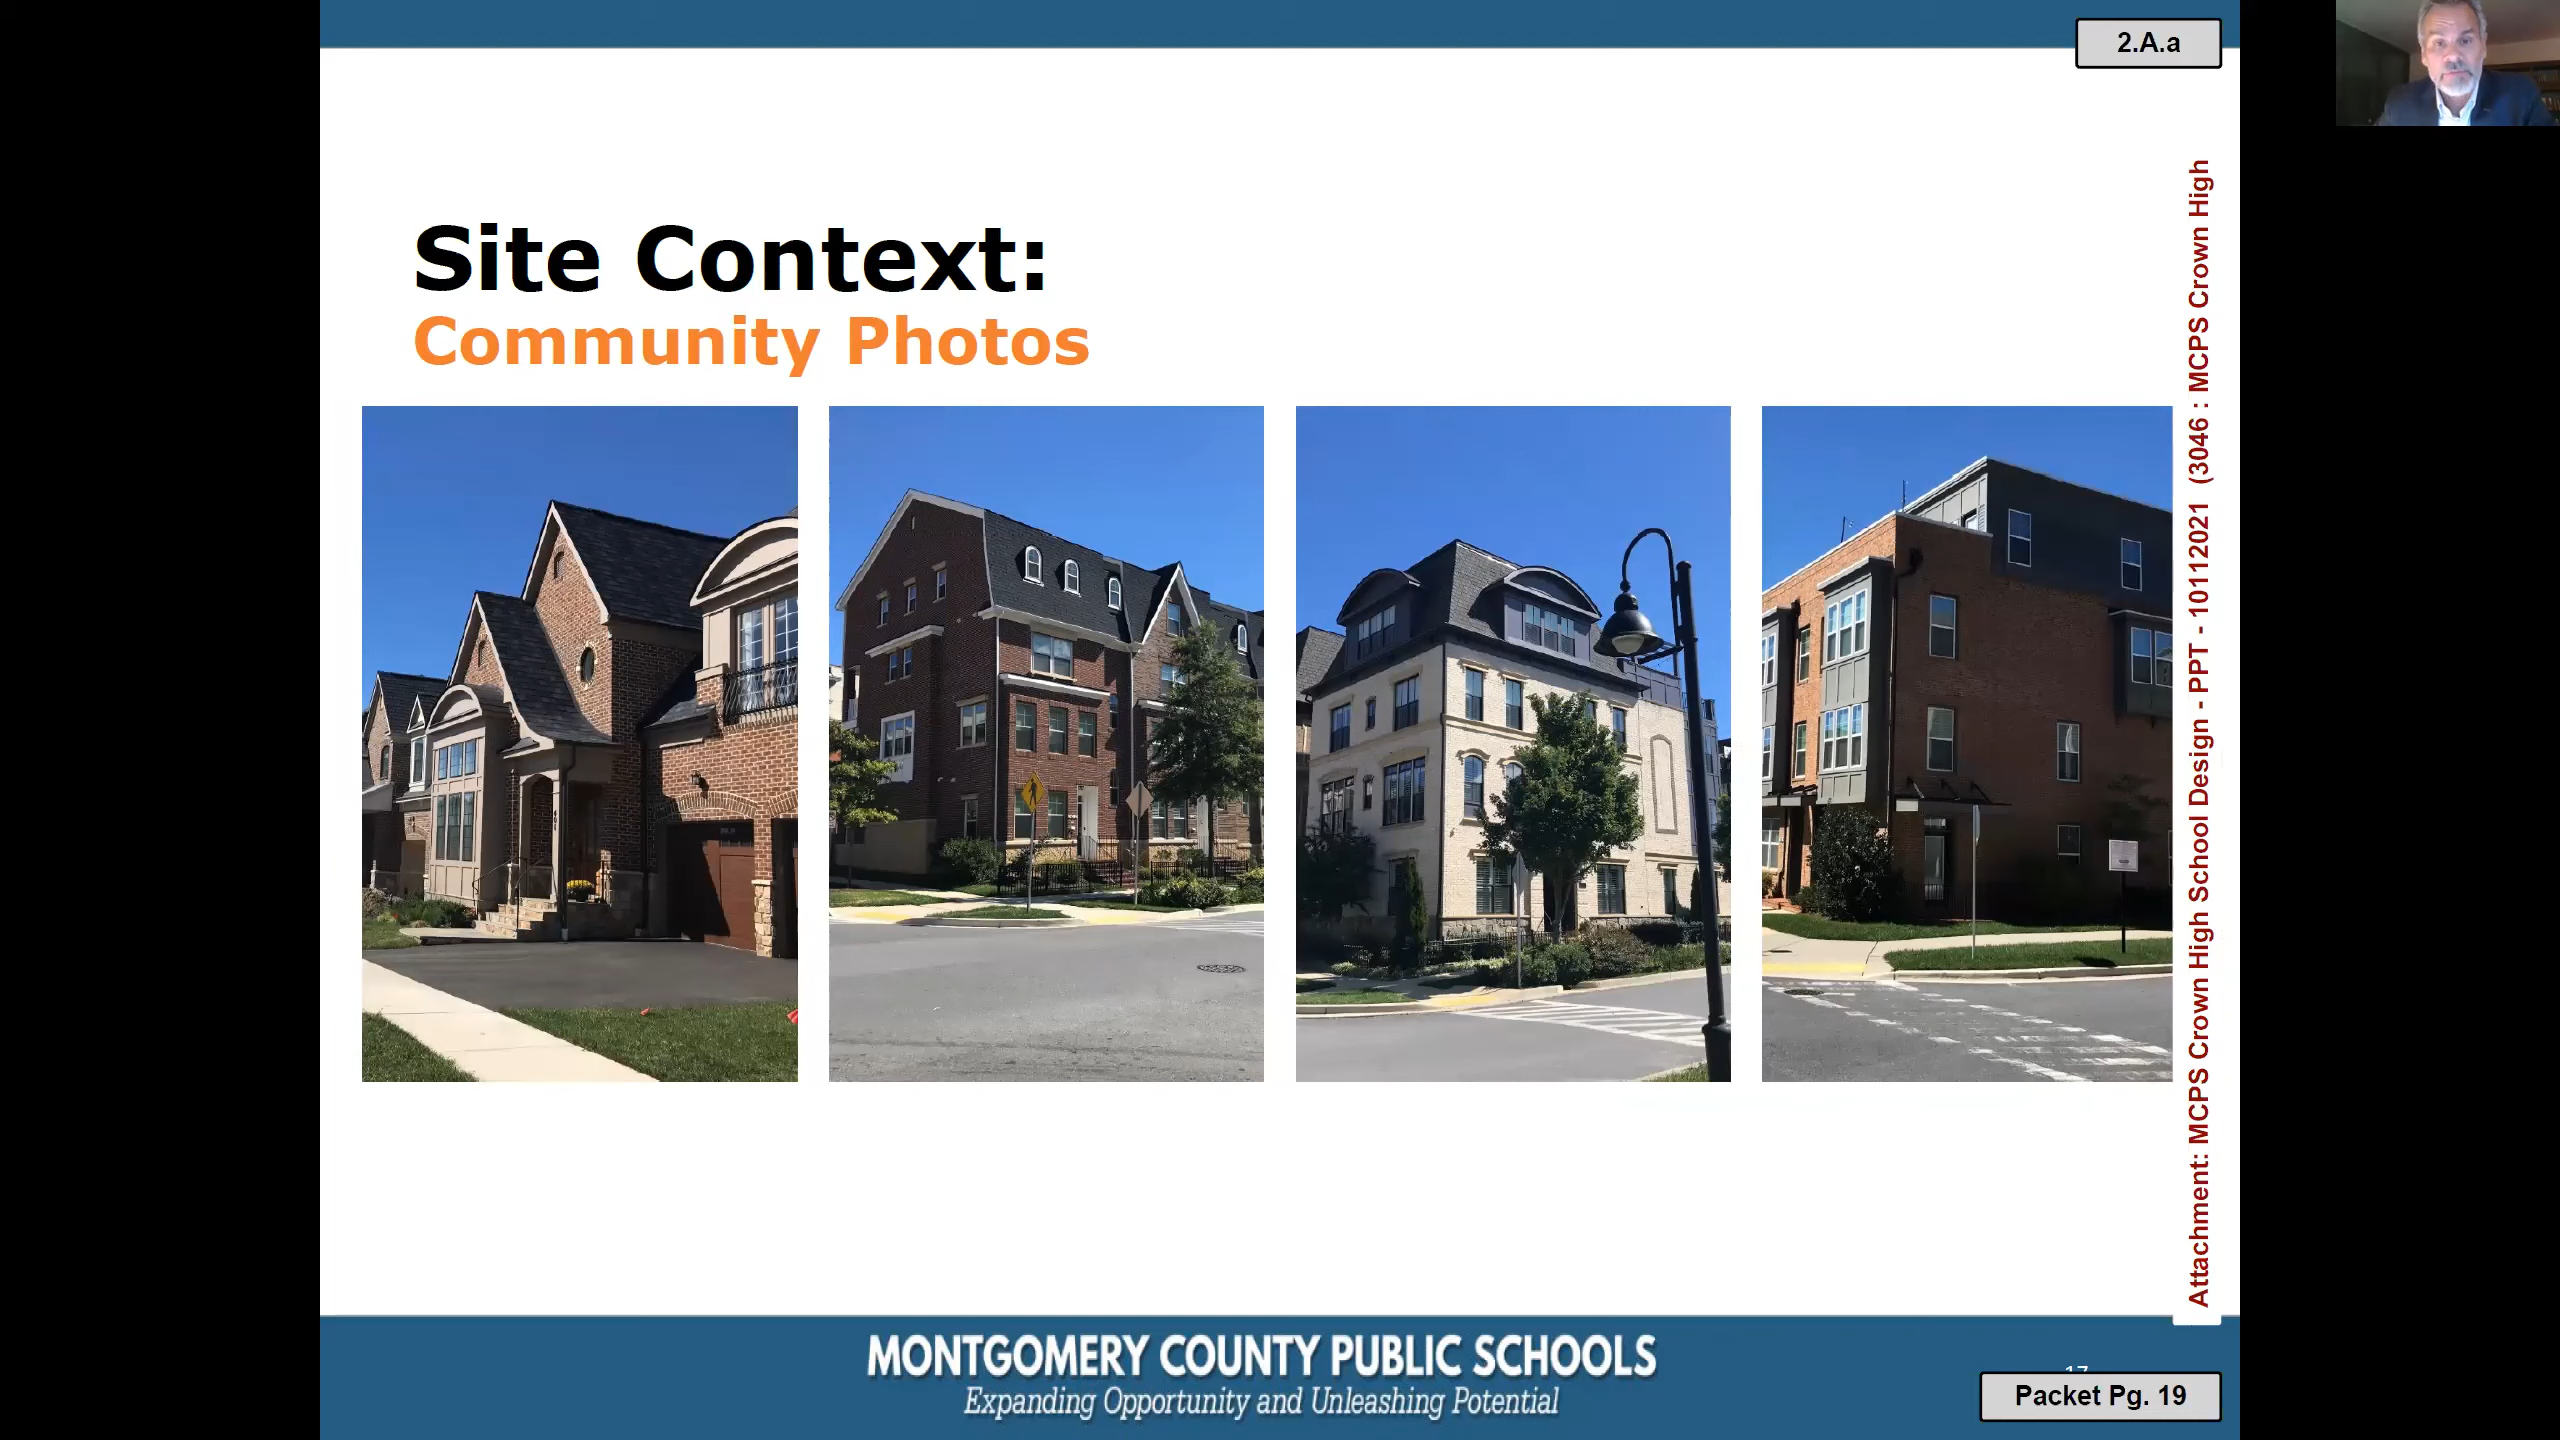 2.A.a
Site Context:
Community Photos
Attachment: MCPS Crown High School Design - PPT - 10112021 (3046 : MCPS Crown High
MONTGOMERY COUNTY PUBLIC SCHOOLS
Expanding Opportunity and Unleashing Potential
17
Packet Pg. 19